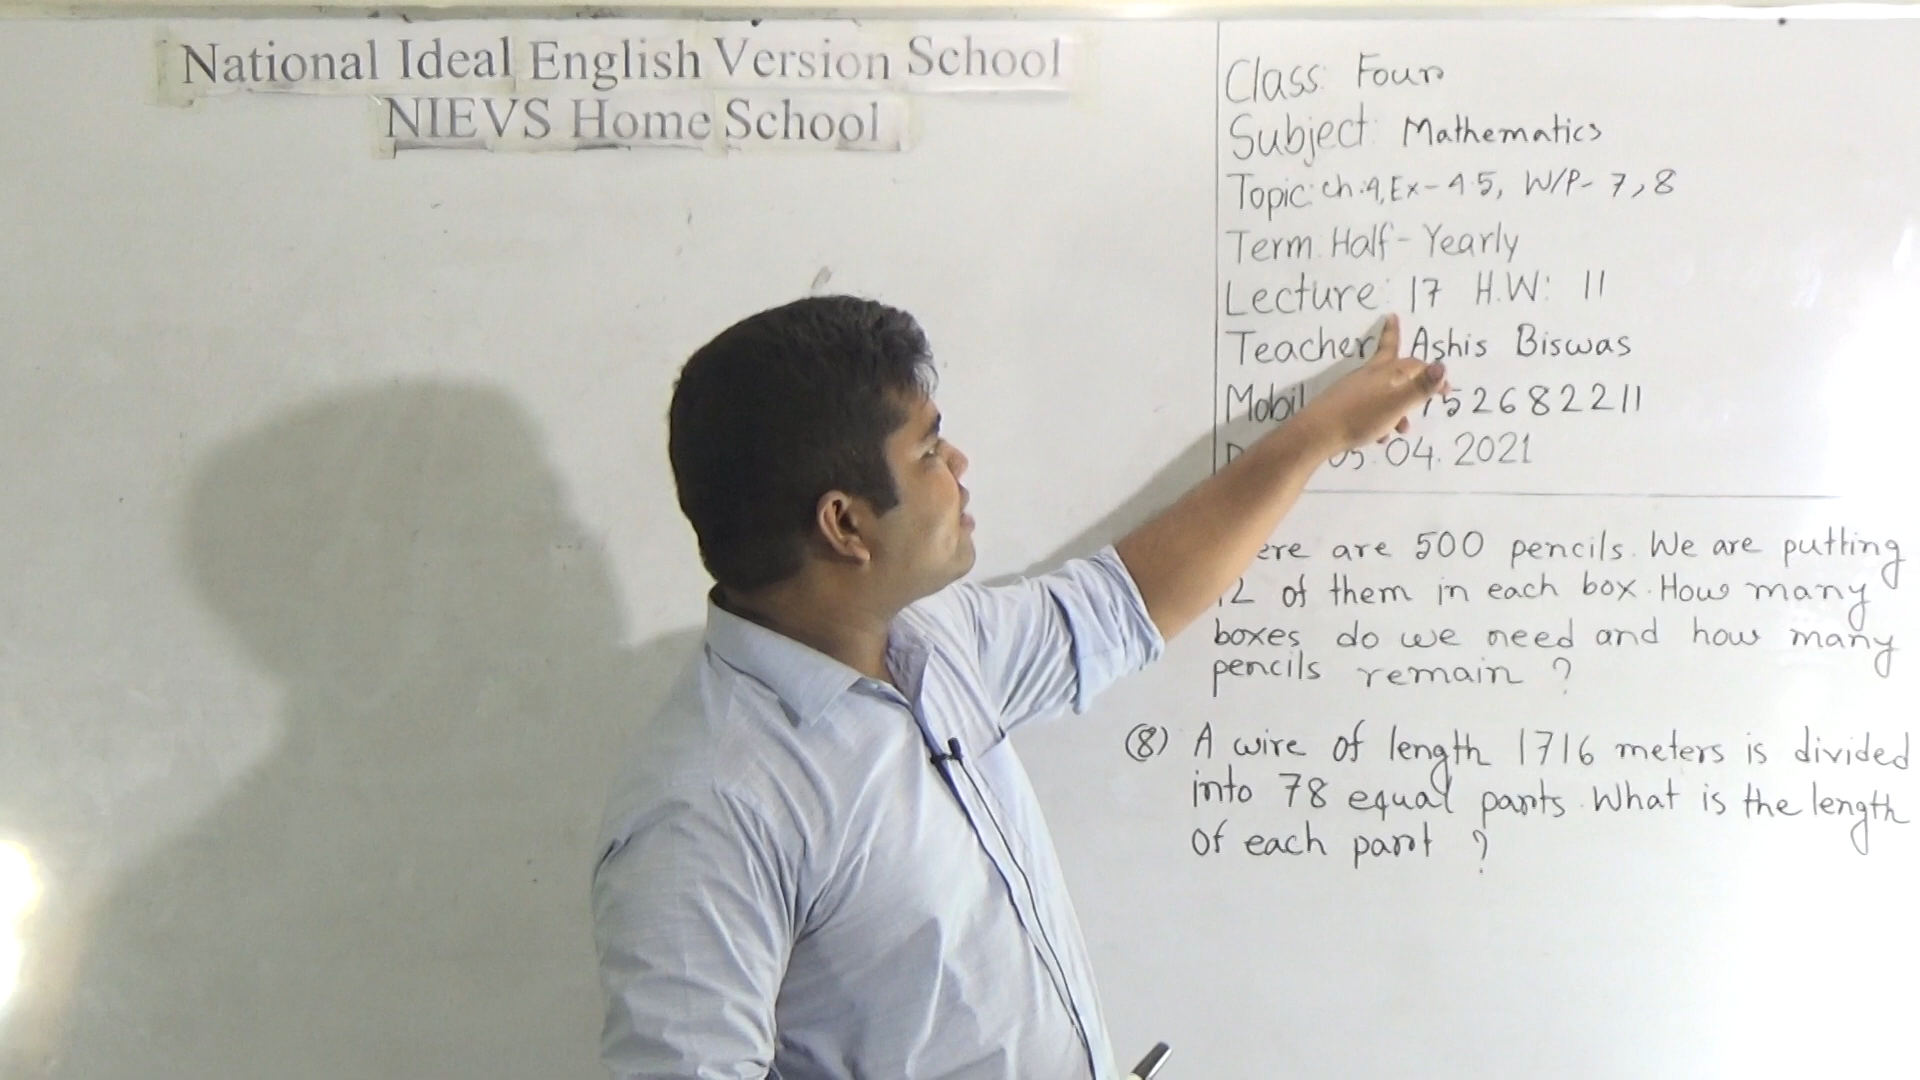 National Ideal English Version School
NIEVS Home School
Class: Four
Subject: Mathematics
Topic: Ch:4, Ex-4.5, W/P- 7,8
Term: Half-Yearly
Lecture: 17 H.W: 11
Teacher: Ashis Biswas
52682211
04.2021
are 500 pencils. We are putting
of them in each box. How many
boxes do we need and how many
pencils remain ?
(8) A wire of length 1716 meters is divided
into 78 equal parts. What is the length
of each part ?